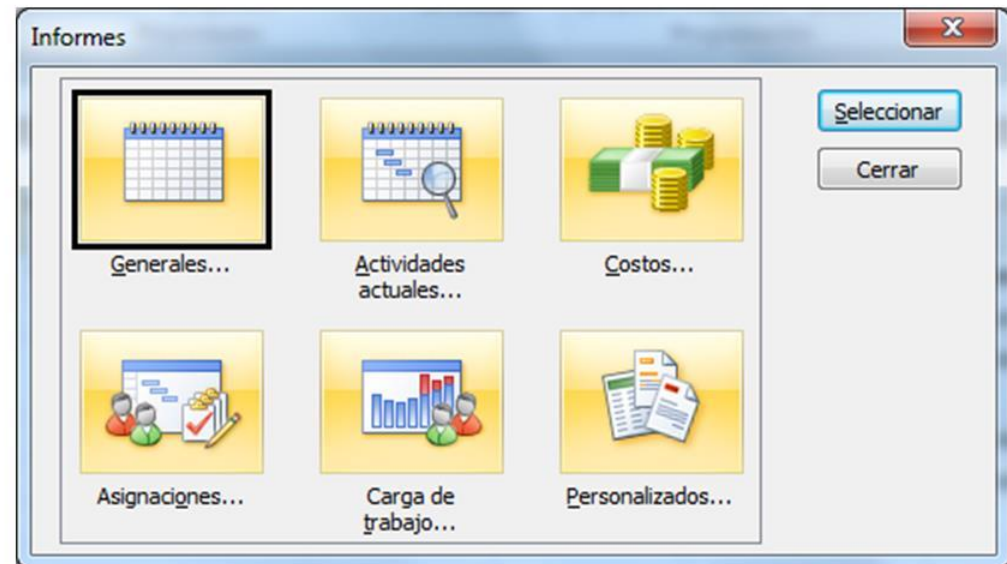 Informes
Seleccionar
Cerrar
Generales...
Actividades
actuales...
Costos...
Asignaciones...
Carga de
trabajo...
Personalizados...